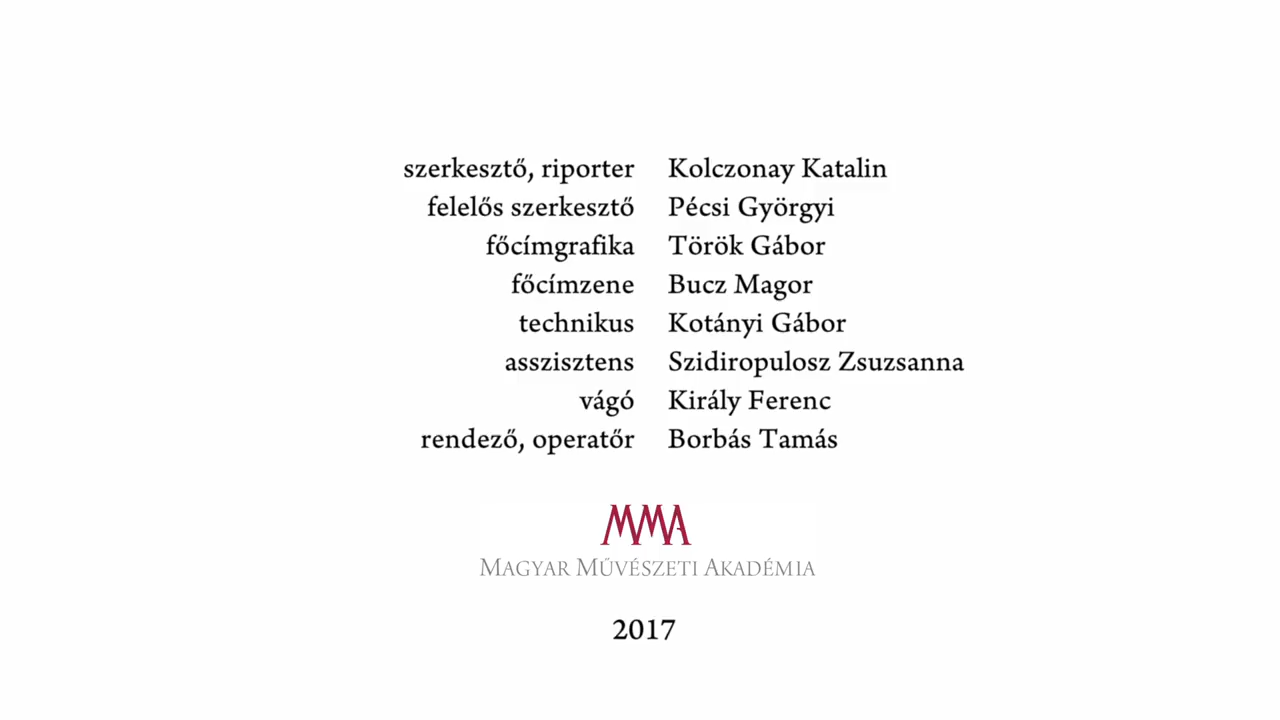 szerkesztő, riporter Kolczonay Katalin
felelős szerkesztő Pécsi Györgyi
főcímgrafika Török Gábor
főcímzene Bucz Magor
technikus Kotányi Gábor
asszisztens Szidiropulosz Zsuzsanna
vágó Király Ferenc
rendező, operatőr Borbás Tamás
MMA
MAGYAR MŰVÉSZETI AKADÉMIA
2017